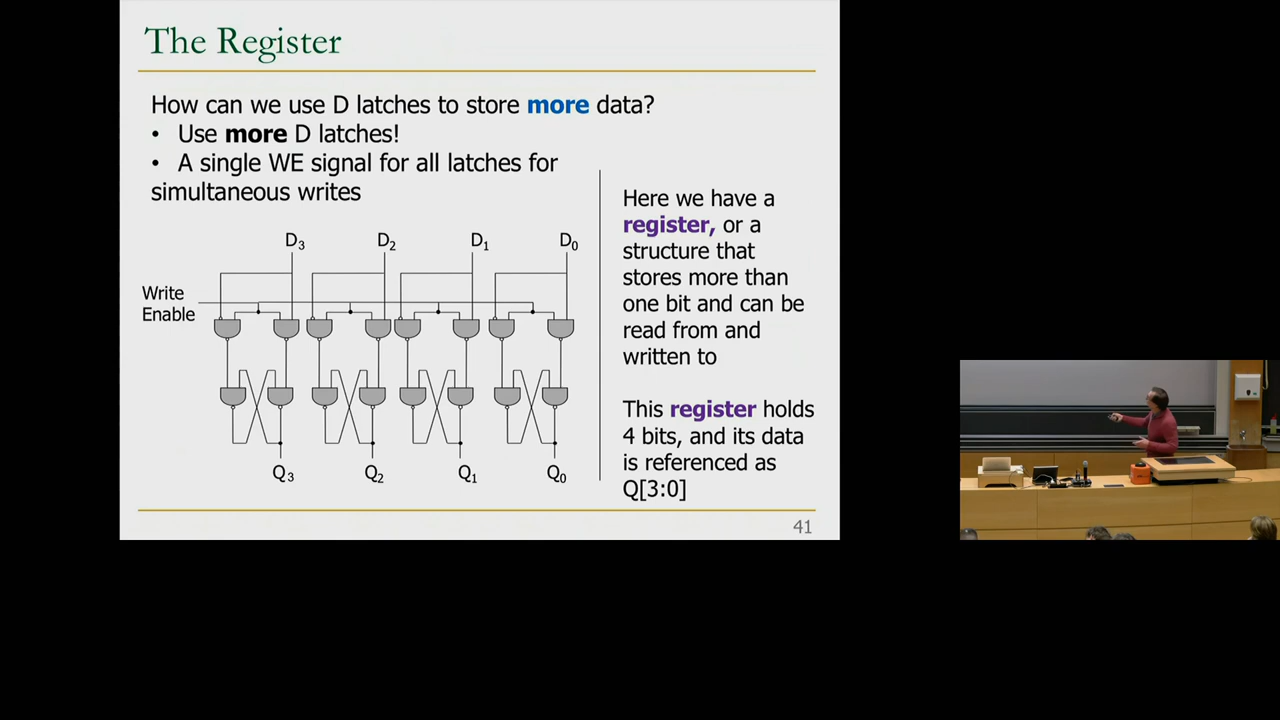 The Register
How can we use D latches to store more data?
• Use more D latches!
• A single WE signal for all latches for
simultaneous writes
Here we have a
register, or a
structure that
stores more than
one bit and can be
read from and
written to
This register holds
4 bits, and its data
is referenced as
Q[3:0]
D3 D2 D1 D0
Write
Enable
Q3 Q2 Q1 Q0
41